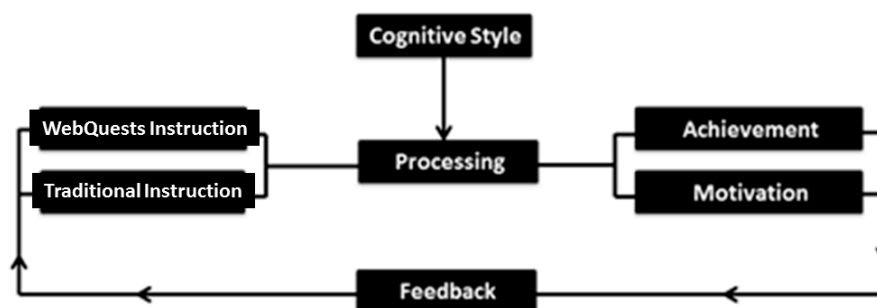 Cognitive Style
WebQuests Instruction
Achievement
Processing
Traditional Instruction
Motivation
Feedback